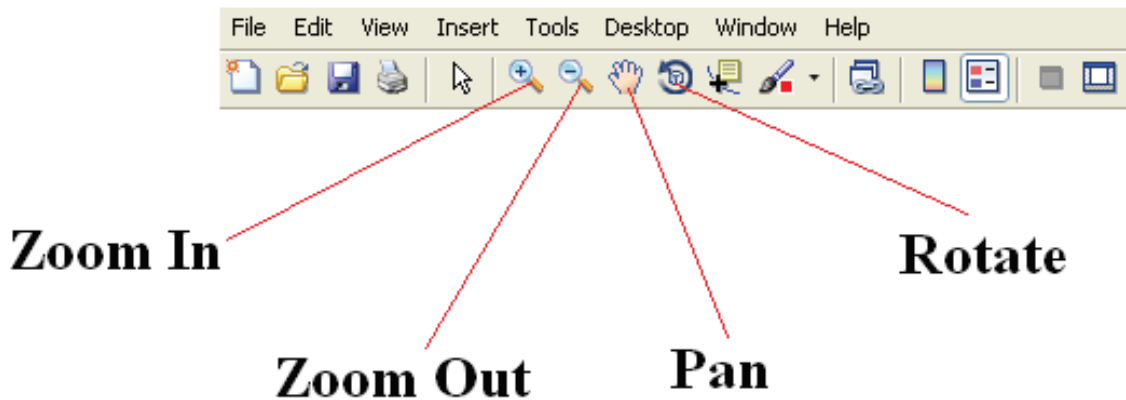 File Edit View Insert Tools Desktop Window Help
Zoom In
Rotate
Zoom Out
Pan